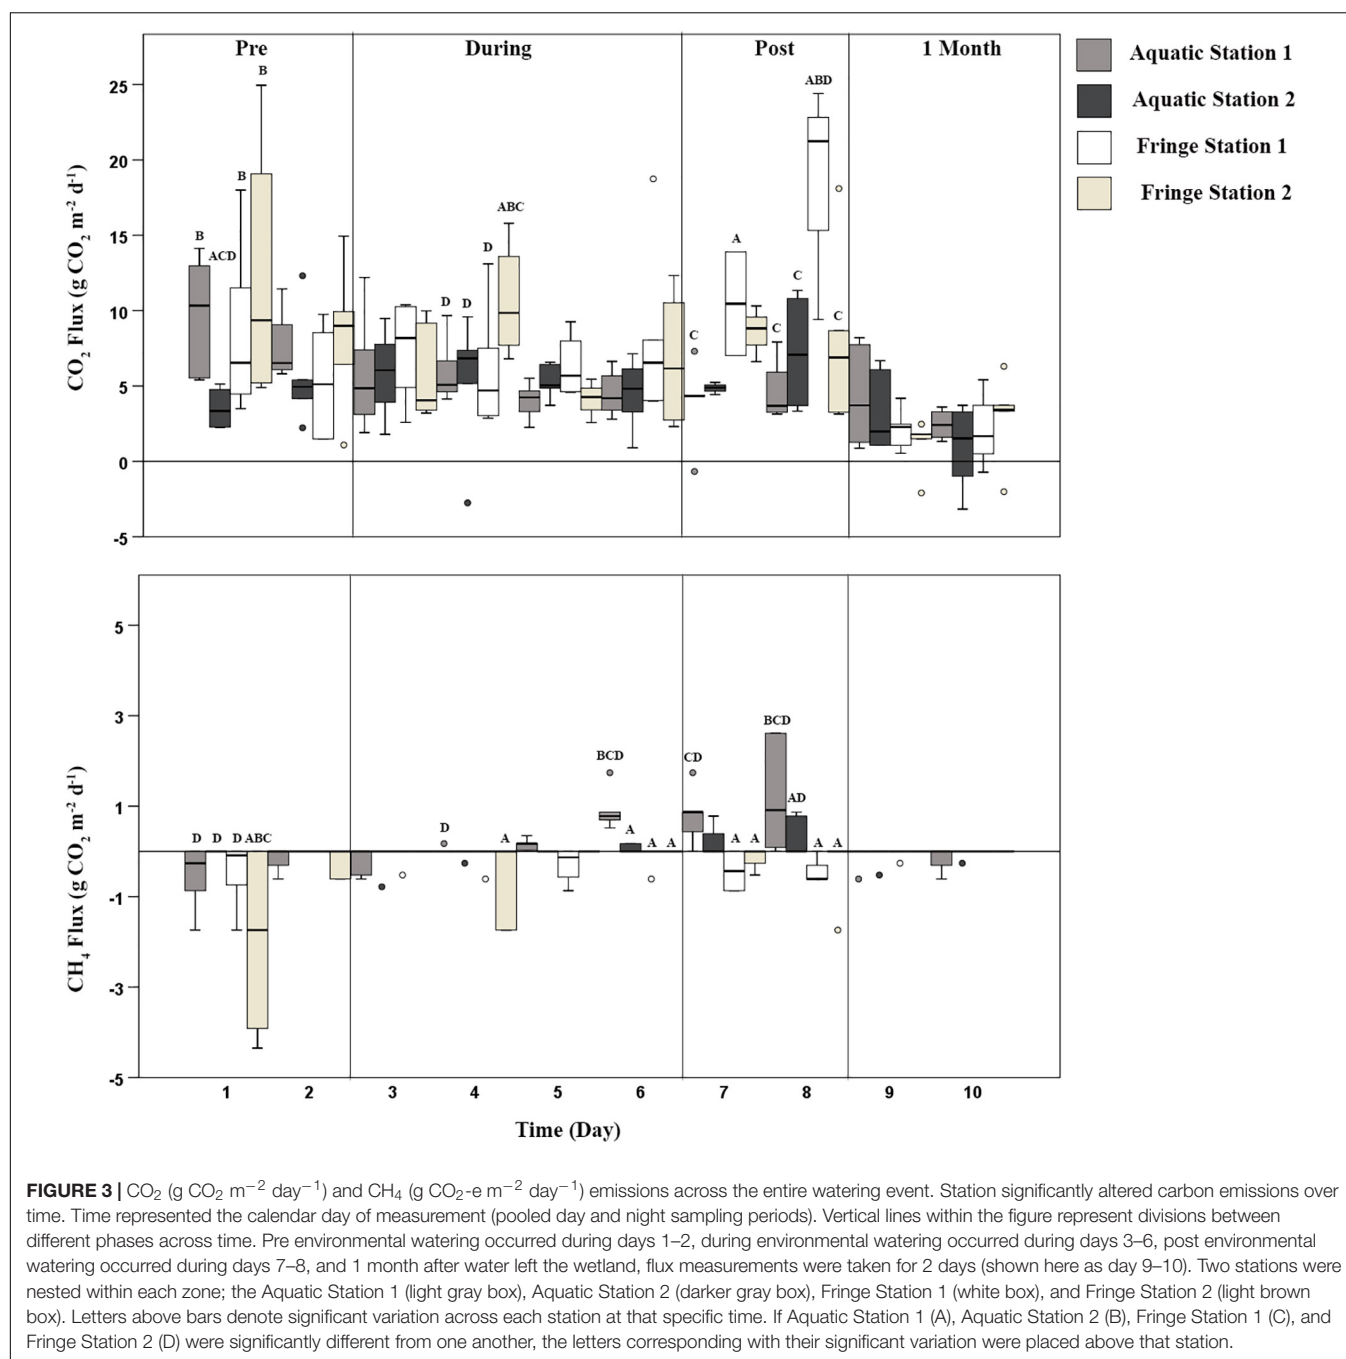 Pre During Post 1 Month
Aquatic Station 1
Aquatic Station 2
Fringe Station 1
Fringe Station 2
CO2 Flux (g CO2 m-2 d-1)
25
20
15
10
5
0
-5
B ACD B B D D D ABC C A C C ABD C
CH4 Flux (g CO2 m-2 d-1)
5
3
1
-1
-3
-5
D D D ABC D A BCD A A A CD A A BCD AD A A
1 2 3 4 5 6 7 8 9 10
Time (Day)
FIGURE 3 | CO2 (g CO2 m−2 day−1) and CH4 (g CO2-e m−2 day−1) emissions across the entire watering event. Station significantly altered carbon emissions over
time. Time represented the calendar day of measurement (pooled day and night sampling periods). Vertical lines within the figure represent divisions between
different phases across time. Pre environmental watering occurred during days 1–2, during environmental watering occurred during days 3–6, post environmental
watering occurred during days 7–8, and 1 month after water left the wetland, flux measurements were taken for 2 days (shown here as day 9–10). Two stations were
nested within each zone; the Aquatic Station 1 (light gray box), Aquatic Station 2 (darker gray box), Fringe Station 1 (white box), and Fringe Station 2 (light brown
box). Letters above bars denote significant variation across each station at that specific time. If Aquatic Station 1 (A), Aquatic Station 2 (B), Fringe Station 1 (C), and
Fringe Station 2 (D) were significantly different from one another, the letters corresponding with their significant variation were placed above that station.